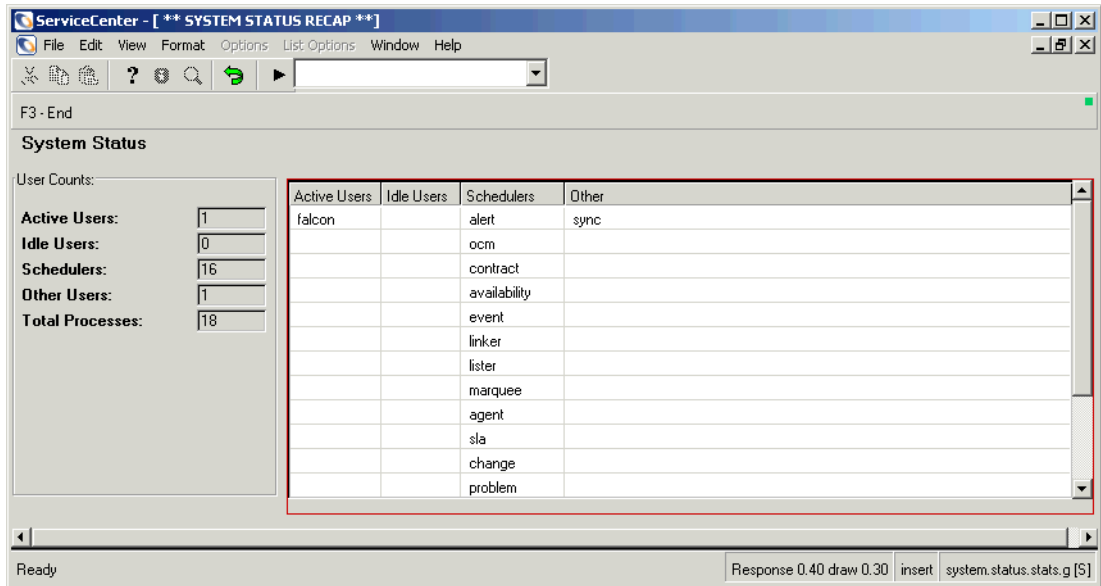 ServiceCenter - [ ** SYSTEM STATUS RECAP **]
File Edit View Format Options List Options Window Help
?
F3 - End
System Status
User Counts:
Active Users Idle Users Schedulers Other
Active Users: 1
falcon alert sync
Idle Users: 0
ocm
Schedulers: 16
contract
Other Users: 1
availability
Total Processes: 18
event
linker
lister
marquee
agent
sla
change
problem
Ready Response 0.40 draw 0.30 insert system.status.stats.g [S]